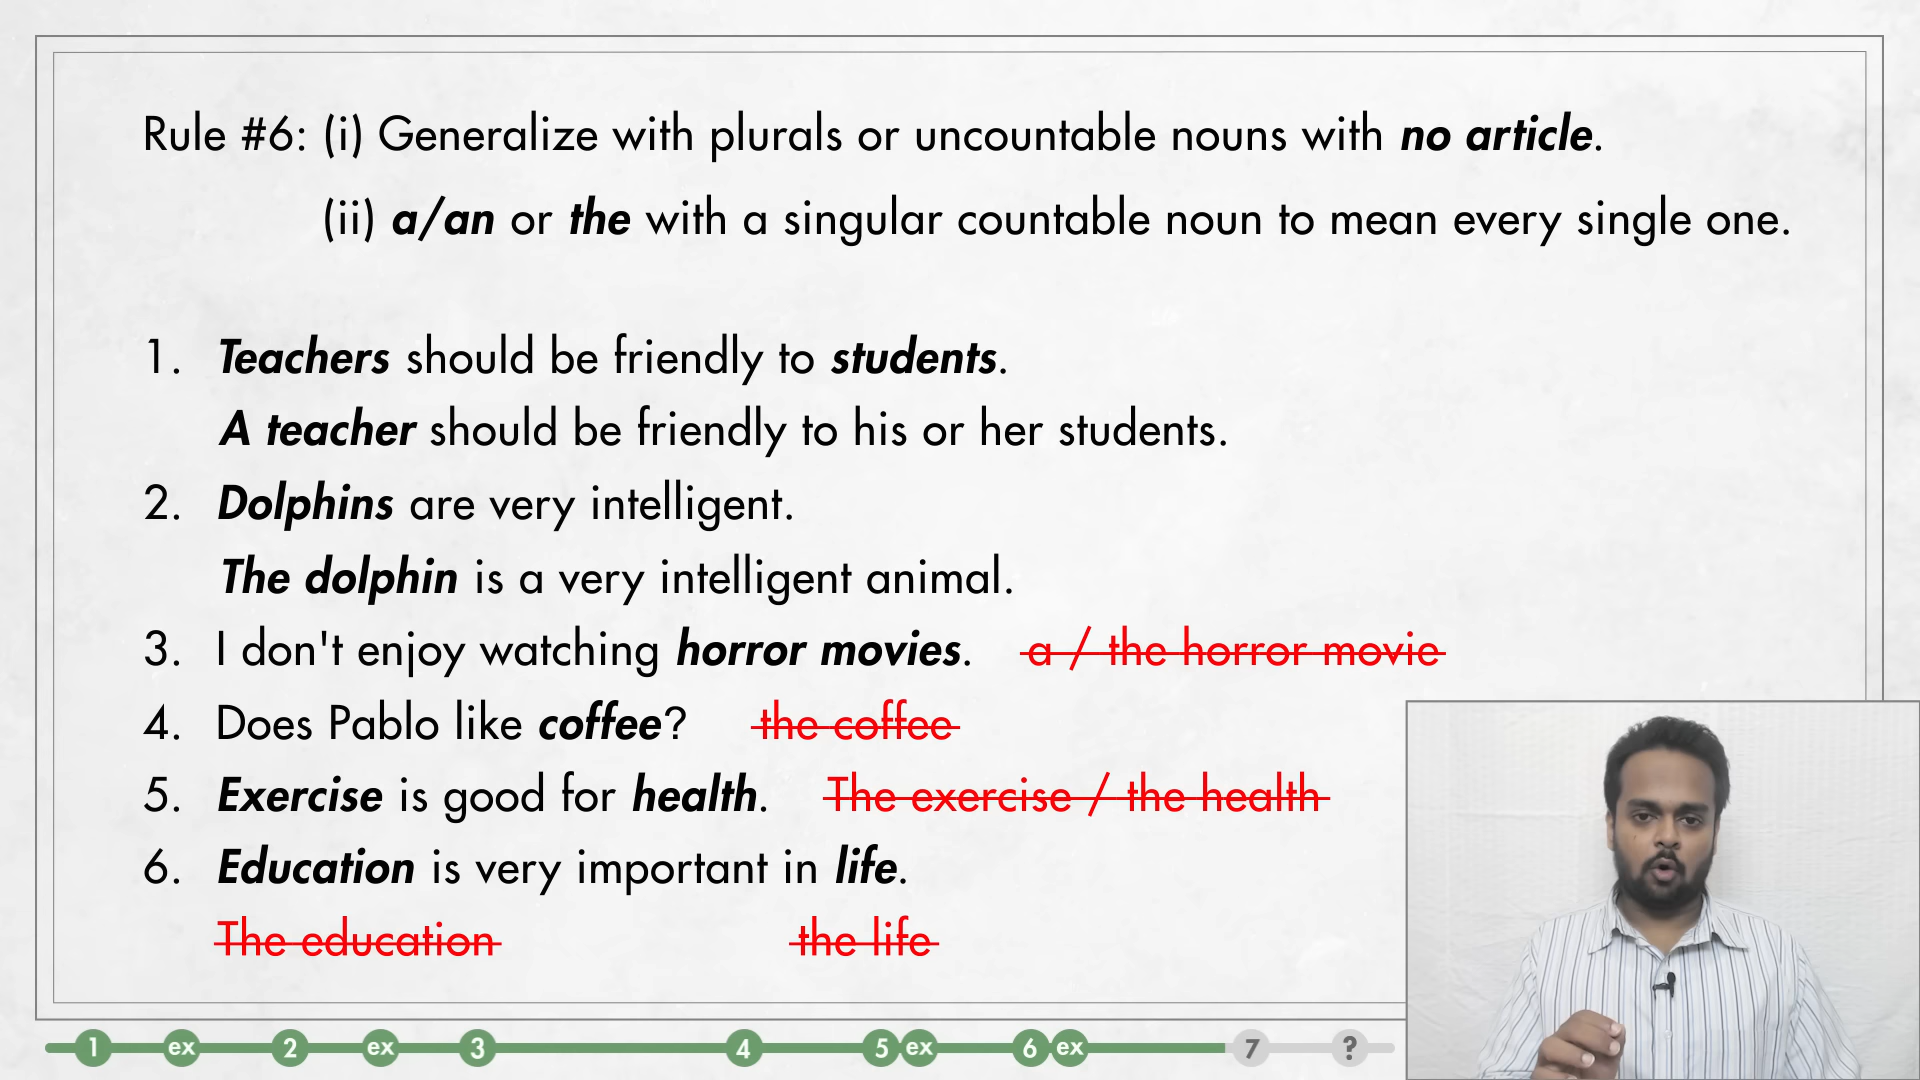 Rule #6: (i) Generalize with plurals or uncountable nouns with no article.
(ii) a/an or the with a singular countable noun to mean every single one.
1. Teachers should be friendly to students.
A teacher should be friendly to his or her students.
2. Dolphins are very intelligent.
The dolphin is a very intelligent animal.
3. I don't enjoy watching horror movies. a / the horror movie
4. Does Pablo like coffee? the coffee
5. Exercise is good for health. The exercise / the health
6. Education is very important in life.
The education the life
1 ex 2 ex 3 4 5 ex 6 ex 7 ?